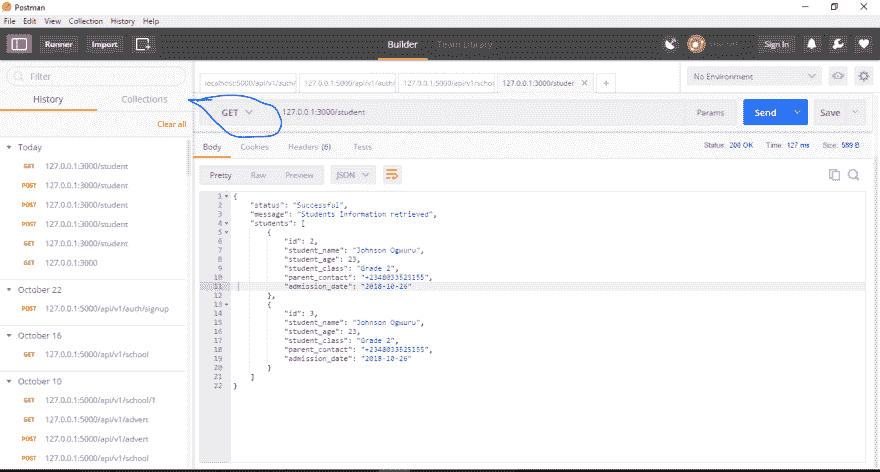 Postman
File Edit View Collection History Help
Runner Import Builder Team Library Sign In
Filter
History Collections
Clear all
Today
GET 127.0.0.1:3000/student
POST 127.0.0.1:3000/student
POST 127.0.0.1:3000/student
POST 127.0.0.1:3000/student
GET 127.0.0.1:3000/student
GET 127.0.0.1:3000
October 22
POST 127.0.0.1:5000/api/v1/auth/signup
October 16
GET 127.0.0.1:5000/api/v1/school
October 10
GET 127.0.0.1:5000/api/v1/school/1
GET 127.0.0.1:5000/api/v1/advert
POST 127.0.0.1:5000/api/v1/advert
POST 127.0.0.1:5000/api/v1/school
localhost:5000/api/v1/auth 127.0.0.1:5000/api/v1/auth 127.0.0.1:5000/api/v1/school 127.0.0.1:3000/studer
No Environment
GET 127.0.0.1:3000/student Params Send Save
Body Cookies Headers (6) Tests Status: 200 OK Time: 127 ms Size: 589 B
Pretty Raw Preview JSON
1 {
2 "status": "Successful",
3 "message": "Students Information retrieved",
4 "students": [
5 {
6 "id": 2,
7 "student_name": "Johnson Ogwuru",
8 "student_age": 23,
9 "student_class": "Grade 2",
10 "parent_contact": "+2348033525155",
11 "admission_date": "2018-10-26"
12 },
13 {
14 "id": 3,
15 "student_name": "Johnson Ogwuru",
16 "student_age": 23,
17 "student_class": "Grade 2",
18 "parent_contact": "+2348033525155",
19 "admission_date": "2018-10-26"
20 }
21 ]
22 }